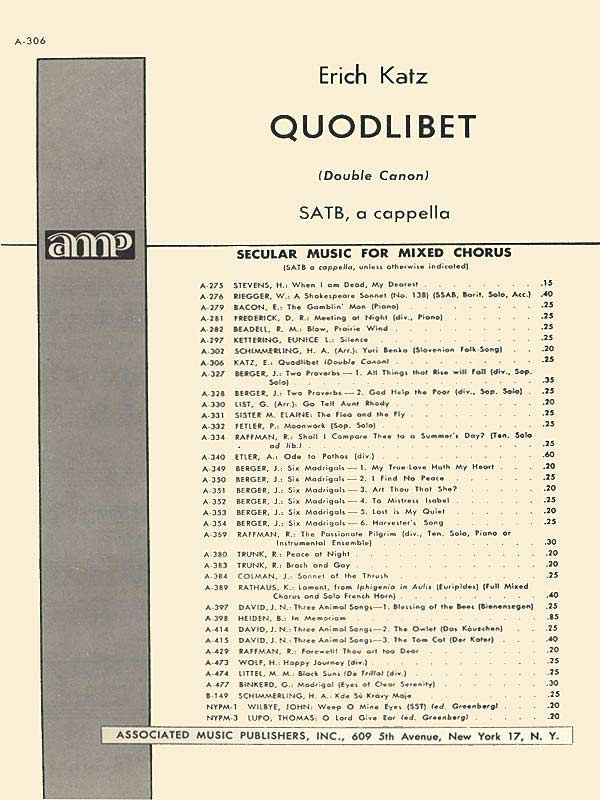 A-306
Erich Katz
QUODLIBET
(Double Canon)
SATB, a cappella
amp
SECULAR MUSIC FOR MIXED CHORUS
(SATB a cappella, unless otherwise indicated)
A-275 STEVENS, H.: When I am Dead, My Dearest . . . . . . . . . .15
A-276 RIEGGER, W.: A Shakespeare Sonnet (No. 138) (SSAB, Barit. Solo, Acc.) .40
A-279 BACON, E.: The Gamblin' Man (Piano) . . . . . . . . . .25
A-281 FREDERICK, D. R.: Meeting at Night (div., Piano) . . . . . . . .25
A-282 BEADELL, R. M.: Blow, Prairie Wind . . . . . . . . . .25
A-297 KETTERING, EUNICE L.: Silence . . . . . . . . . .25
A-302 SCHIMMERLING, H. A. (Arr.): Yuri Benko (Slovenian Folk-Song) . . . .20
A-306 KATZ, E.: Quodlibet (Double Canon) . . . . . . . . . .25
A-327 BERGER, J.: Two Proverbs—1. All Things that Rise will Fall (div., Sop.
Solo) . . . . . . . . . . .35
A-328 BERGER, J.: Two Proverbs—2. God Help the Poor (div., Sop. Solo) . .25
A-330 LIST, G. (Arr.): Go Tell Aunt Rhody . . . . . . . . . .20
A-331 SISTER M. ELAINE: The Flea and the Fly . . . . . . . . . .25
A-332 FETLER, P.: Moonwork (Sop. Solo) . . . . . . . . . .25
A-334 RAFFMAN, R.: Shall I Compare Thee to a Summer's Day? (Ten. Solo
ad lib.) . . . . . . . . . . .25
A-340 ETLER, A.: Ode to Pothos (div.) . . . . . . . . . .60
A-349 BERGER, J.: Six Madrigals—1. My True-Love Hath My Heart . . . .20
A-350 BERGER, J.: Six Madrigals—2. I Find No Peace . . . . . . .25
A-351 BERGER, J.: Six Madrigals—3. Art Thou That She? . . . . . .20
A-352 BERGER, J.: Six Madrigals—4. To Mistress Isabel . . . . . . .25
A-353 BERGER, J.: Six Madrigals—5. Lost is My Quiet . . . . . . .20
A-354 BERGER, J.: Six Madrigals—6. Harvester's Song . . . . . . .25
A-369 RAFFMAN, R.: The Passionate Pilgrim (div., Ten. Solo, Piano or
Instrumental Ensemble) . . . . . . . . .30
A-380 TRUNK, R.: Peace at Night . . . . . . . . . .20
A-383 TRUNK, R.: Brash and Gay . . . . . . . . . .20
A-384 COLMAN, J.: Sonnet of the Thrush . . . . . . . . . .25
A-389 RATHAUS, K.: Lament, from Iphigenia in Aulis (Euripides) (Full Mixed
Chorus and Solo French Horn) . . . . . . . .40
A-397 DAVID, J. N.: Three Animal Songs—1. Blessing of the Bees (Bienensegen) .25
A-398 HEIDEN, B.: In Memoriam . . . . . . . . . .85
A-414 DAVID, J. N.: Three Animal Songs—2. The Owlet (Das Käuzchen) . . .25
A-415 DAVID, J. N.: Three Animal Songs—3. The Tom Cat (Der Kater) . . .40
A-429 RAFFMAN, R.: Farewell! Thou art too Dear . . . . . . . .20
A-473 WOLF, H.: Happy Journey (div.) . . . . . . . . . .25
A-474 LITTEL, M. M.: Black Suns (De Trilla) (div.) . . . . . . . .25
A-477 BINKERD, G.: Madrigal (Eyes of Clear Serenity) . . . . . . .30
B-149 SCHIMMERLING, H. A.: Kde Sú Krávy Moje . . . . . . . .25
NYPM-1 WILBYE, JOHN: Weep O Mine Eyes (SST) (ed. Greenberg) . . . . .20
NYPM-3 LUPO, THOMAS: O Lord Give Ear (ed. Greenberg) . . . . . . .20
ASSOCIATED MUSIC PUBLISHERS, INC., 609 5th Avenue, New York 17, N. Y.